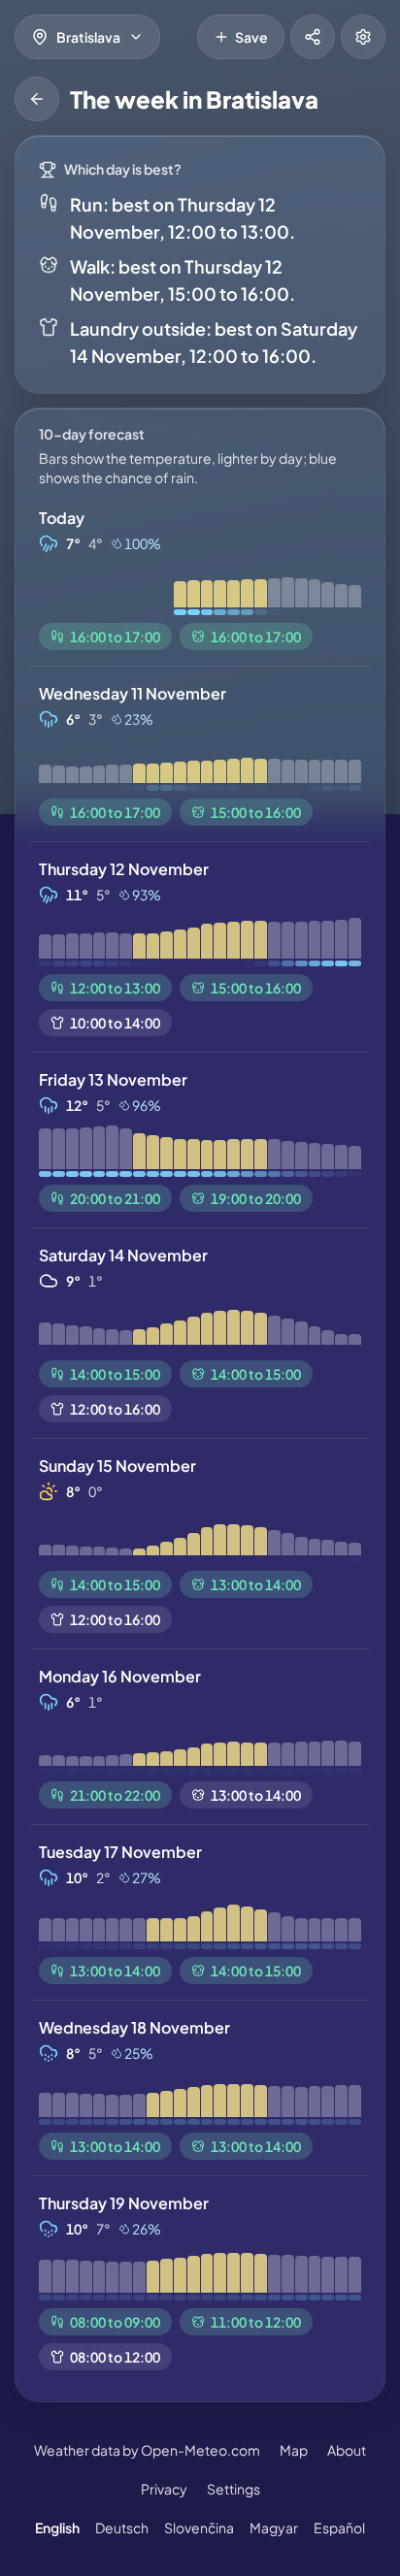 Bratislava
Save
The week in Bratislava
Which day is best?
Run: best on Thursday 12
November, 12:00 to 13:00.
Walk: best on Thursday 12
November, 15:00 to 16:00.
Laundry outside: best on Saturday
14 November, 12:00 to 16:00.
10-day forecast
Bars show the temperature, lighter by day; blue
shows the chance of rain.
Today
7° 4° 100%
16:00 to 17:00 16:00 to 17:00
Wednesday 11 November
6° 3° 23%
16:00 to 17:00 15:00 to 16:00
Thursday 12 November
11° 5° 93%
12:00 to 13:00 15:00 to 16:00
10:00 to 14:00
Friday 13 November
12° 5° 96%
20:00 to 21:00 19:00 to 20:00
Saturday 14 November
9° 1°
14:00 to 15:00 14:00 to 15:00
12:00 to 16:00
Sunday 15 November
8° 0°
14:00 to 15:00 13:00 to 14:00
12:00 to 16:00
Monday 16 November
6° 1°
21:00 to 22:00 13:00 to 14:00
Tuesday 17 November
10° 2° 27%
13:00 to 14:00 14:00 to 15:00
Wednesday 18 November
8° 5° 25%
13:00 to 14:00 13:00 to 14:00
Thursday 19 November
10° 7° 26%
08:00 to 09:00 11:00 to 12:00
08:00 to 12:00
Weather data by Open-Meteo.com Map About
Privacy Settings
English Deutsch Slovenčina Magyar Español